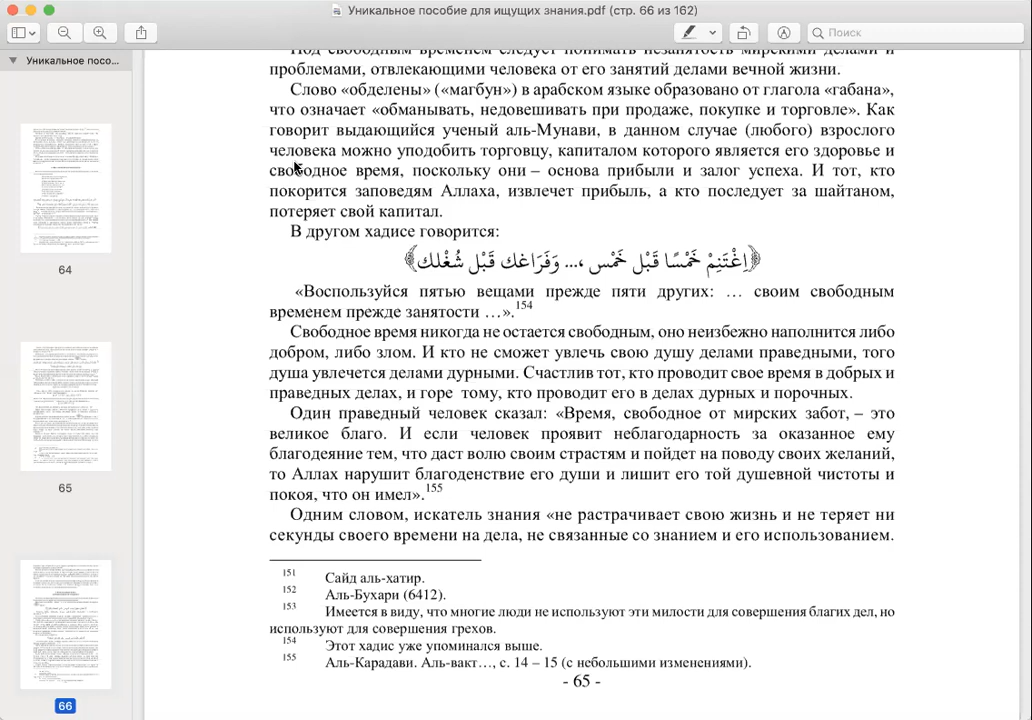 Уникальное пособие для ищущих знания.pdf (стр. 66 из 162)
Поиск
Уникальное посо...
64
65
66
Под свободным временем следует понимать незанятость мирскими делами и
проблемами, отвлекающими человека от его занятий делами вечной жизни.
Слово «обделены» («магбун») в арабском языке образовано от глагола «габана»,
что означает «обманывать, недовешивать при продаже, покупке и торговле». Как
говорит выдающийся ученый аль-Мунави, в данном случае (любого) взрослого
человека можно уподобить торговцу, капиталом которого является его здоровье и
свободное время, поскольку они – основа прибыли и залог успеха. И тот, кто
покорится заповедям Аллаха, извлечет прибыль, а кто последует за шайтаном,
потеряет свой капитал.
В другом хадисе говорится:
﴿اِغْتَنِمْ خَمْسًا قَبْلَ خَمْسٍ ،... وَفَرَاغك قَبْل شُغْلك﴾
«Воспользуйся пятью вещами прежде пяти других: … своим свободным
временем прежде занятости …».154
Свободное время никогда не остается свободным, оно неизбежно наполнится либо
добром, либо злом. И кто не сможет увлечь свою душу делами праведными, того
душа увлечется делами дурными. Счастлив тот, кто проводит свое время в добрых и
праведных делах, и горе тому, кто проводит его в делах дурных и порочных.
Один праведный человек сказал: «Время, свободное от мирских забот, – это
великое благо. И если человек проявит неблагодарность за оказанное ему
благодеяние тем, что даст волю своим страстям и пойдет на поводу своих желаний,
то Аллах нарушит благоденствие его души и лишит его той душевной чистоты и
покоя, что он имел».155
Одним словом, искатель знания «не растрачивает свою жизнь и не теряет ни
секунды своего времени на дела, не связанные со знанием и его использованием.
151 Сайд аль-хатир.
152 Аль-Бухари (6412).
153 Имеется в виду, что многие люди не используют эти милости для совершения благих дел, но
используют для совершения грехов.
154 Этот хадис уже упоминался выше.
155 Аль-Карадави. Аль-вакт…, с. 14 – 15 (с небольшими изменениями).
- 65 -